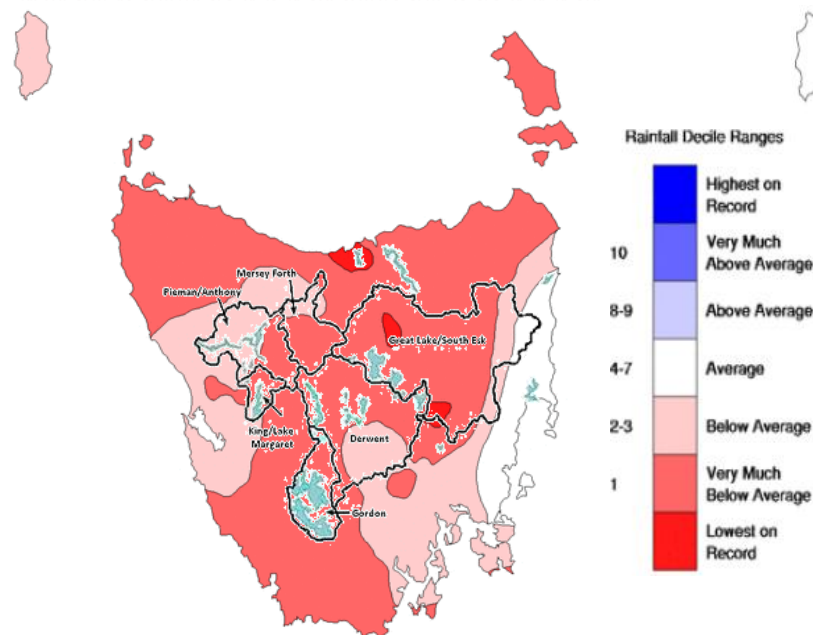 Rainfall Decile Ranges
Highest on
Record
10
Very Much
Above Average
8-9
Above Average
4-7
Average
2-3
Below Average
1
Very Much
Below Average
Lowest on
Record
Mersey Forth
Pieman/Anthony
Great Lake/South Esk
King/Lake
Margaret
Derwent
Gordon